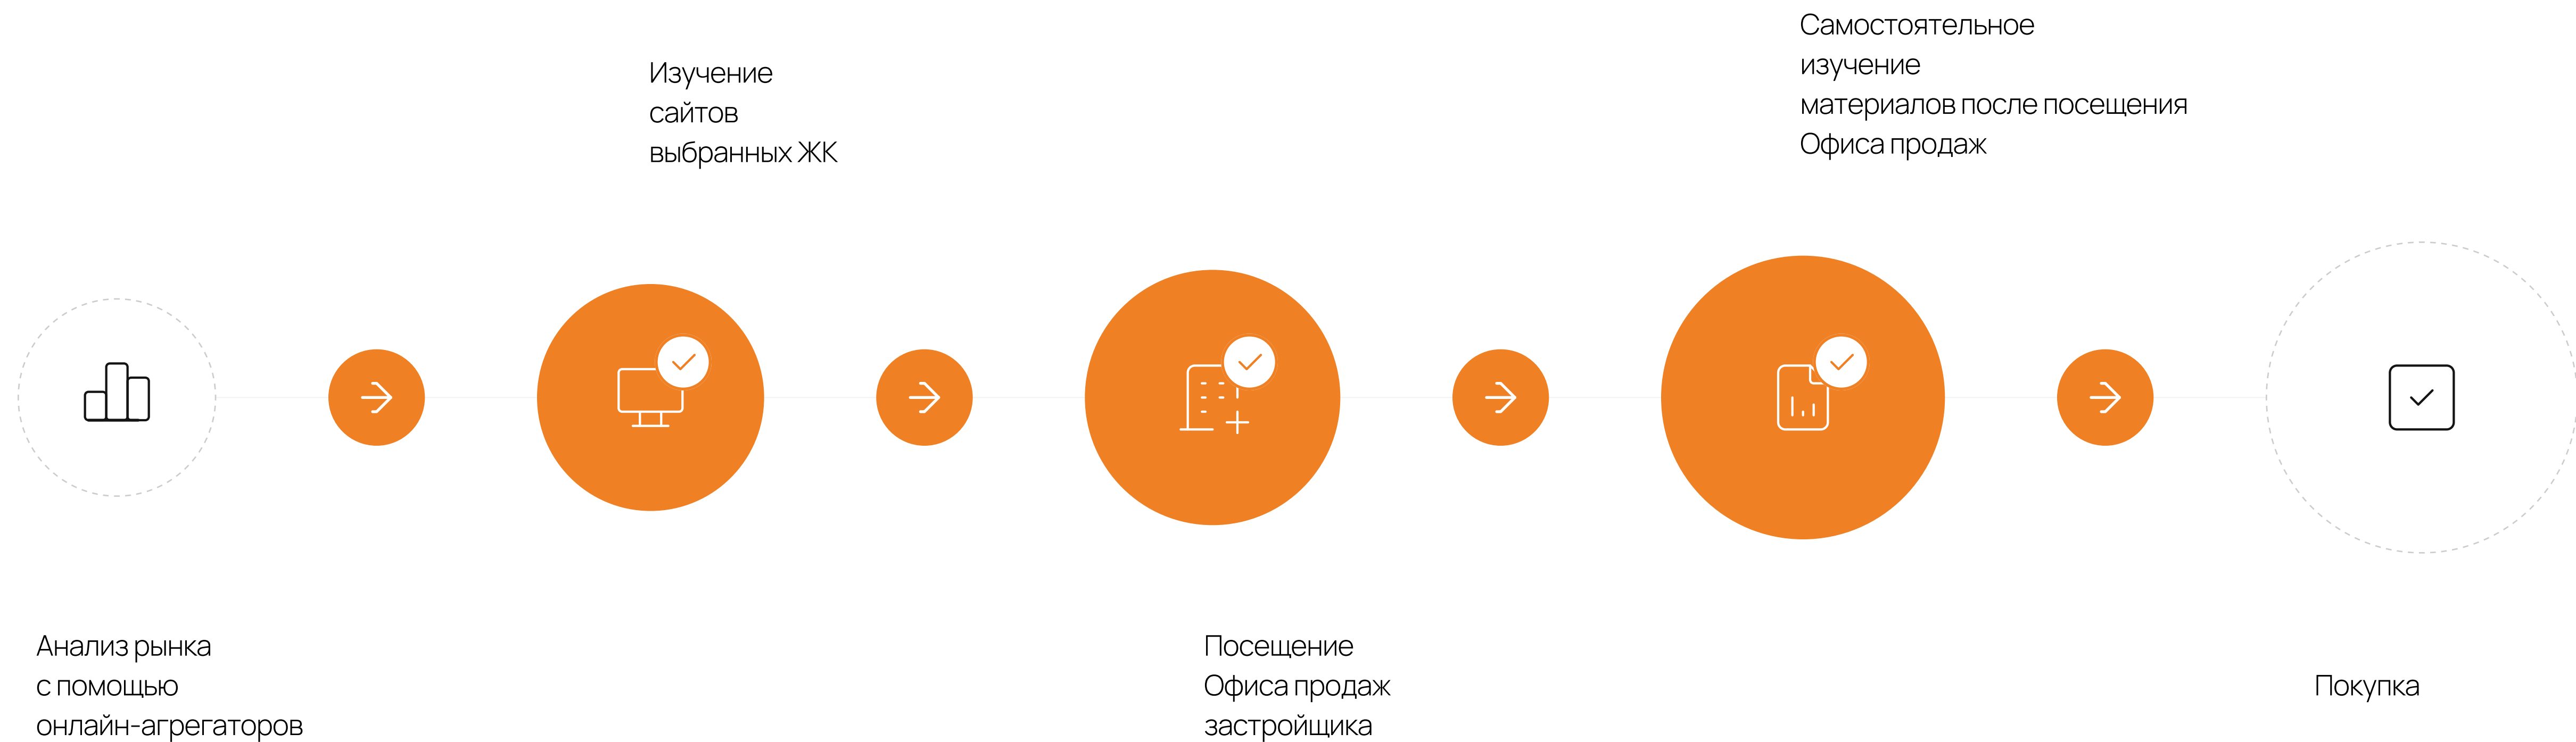 Анализ рынка
с помощью
онлайн-агрегаторов
Изучение
сайтов
выбранных ЖК
Посещение
Офиса продаж
застройщика
Самостоятельное
изучение
материалов после посещения
Офиса продаж
Покупка